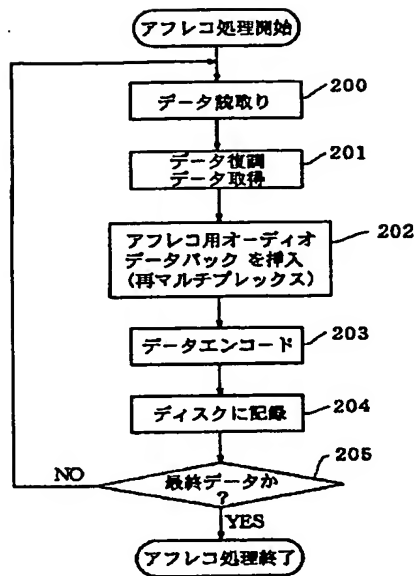 アフレコ処理開始
データ読取り
200
データ復調
データ取得
201
アフレコ用オーディオ
データパック を挿入
(再マルチプレックス)
202
データエンコード
203
ディスクに記録
204
最終データか
?
205
NO
YES
アフレコ処理終了